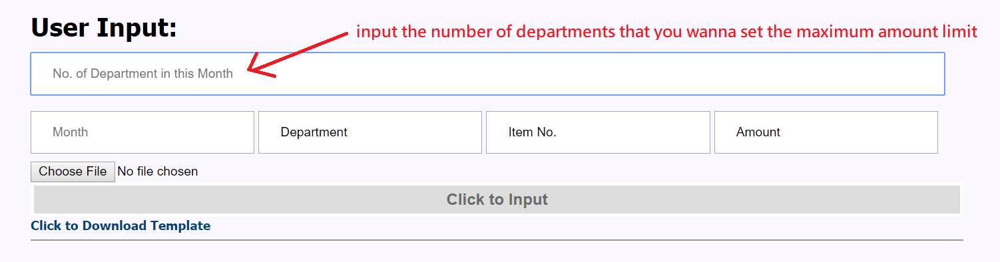 User Input:
input the number of departments that you wanna set the maximum amount limit
No. of Department in this Month
Month Department Item No. Amount
Choose File No file chosen
Click to Input
Click to Download Template